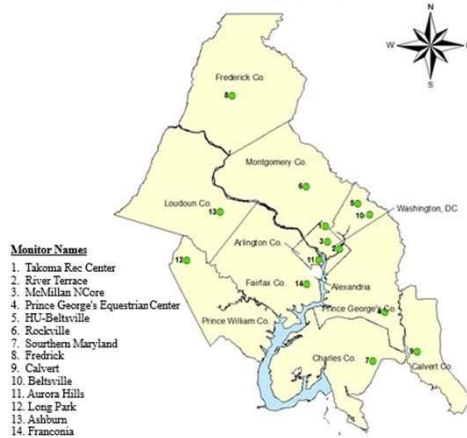 N
W
S
Frederick Co.
8
Montgomery Co.
6
Loudoun Co.
13
5
10
Washington, DC
1
3
2
Arlington Co.
11
12
Fairfax Co.
14
Alexandria
Prince George's Co.
Prince Wiliam Co.
Charles Co.
7
9
Calvert Co.
Monitor Names
1. Takoma Rec Center
2. River Terrace
3. McMillan NCore
4. Prince George's Equestrian Center
5. HU-Beltsville
6. Rockville
7. Sourthern Maryland
8. Fredrick
9. Calvert
10. Beltsville
11. Aurora Hills
12. Long Park
13. Ashburn
14. Franconia